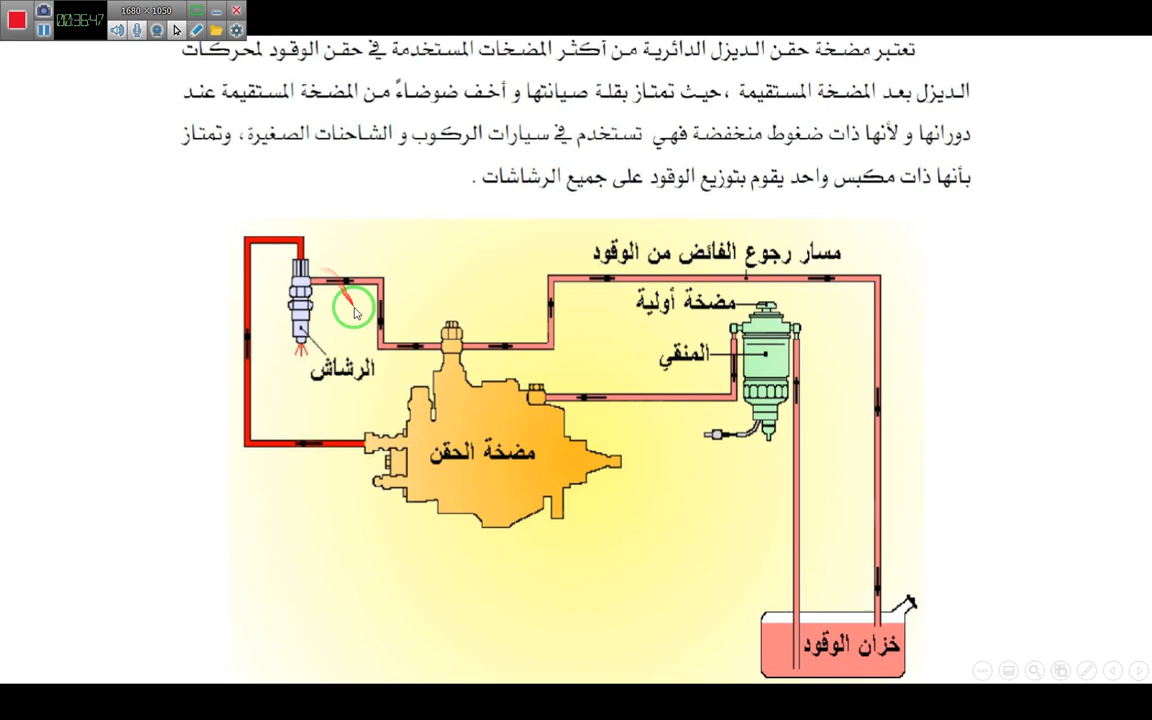 00:36:47
1680 × 1050
تعتبر مضخة حقن الديزل الدائرية من أكثر المضخات المستخدمة في حقن الوقود لمحركات
الديزل بعد المضخة المستقيمة ،حيث تمتاز بقلة صيانتها و أخف ضوضاءً من المضخة المستقيمة عند
دورانها و لأنها ذات ضغوط منخفضة فهي تستخدم في سيارات الركوب و الشاحنات الصغيرة، وتمتاز
بأنها ذات مكبس واحد يقوم بتوزيع الوقود على جميع الرشاشات .
مسار رجوع الفائض من الوقود
مضخة أولية
المنقي
الرشاش
مضخة الحقن
خزان الوقود